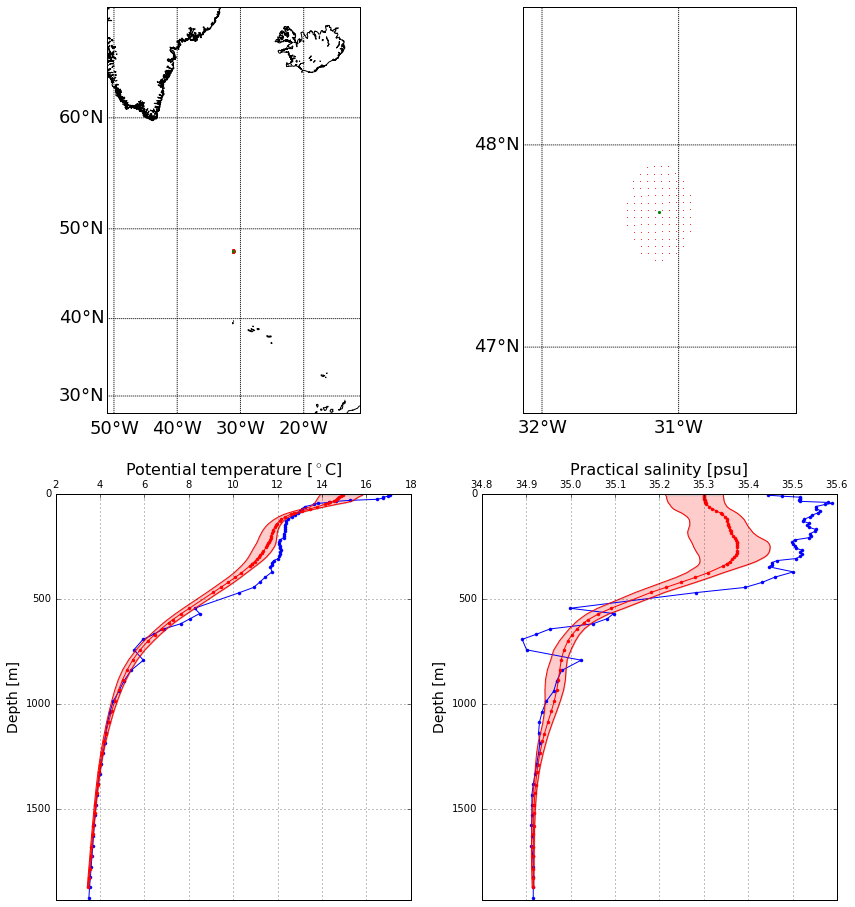 60°N
50°N
40°N
30°N
50°W 40°W 30°W 20°W
48°N
47°N
32°W 31°W
Potential temperature [°C]
2 4 6 8 10 12 14 16 18
0
500
1000
1500
Depth [m]
Practical salinity [psu]
34.8 34.9 35.0 35.1 35.2 35.3 35.4 35.5 35.6
0
500
1000
1500
Depth [m]